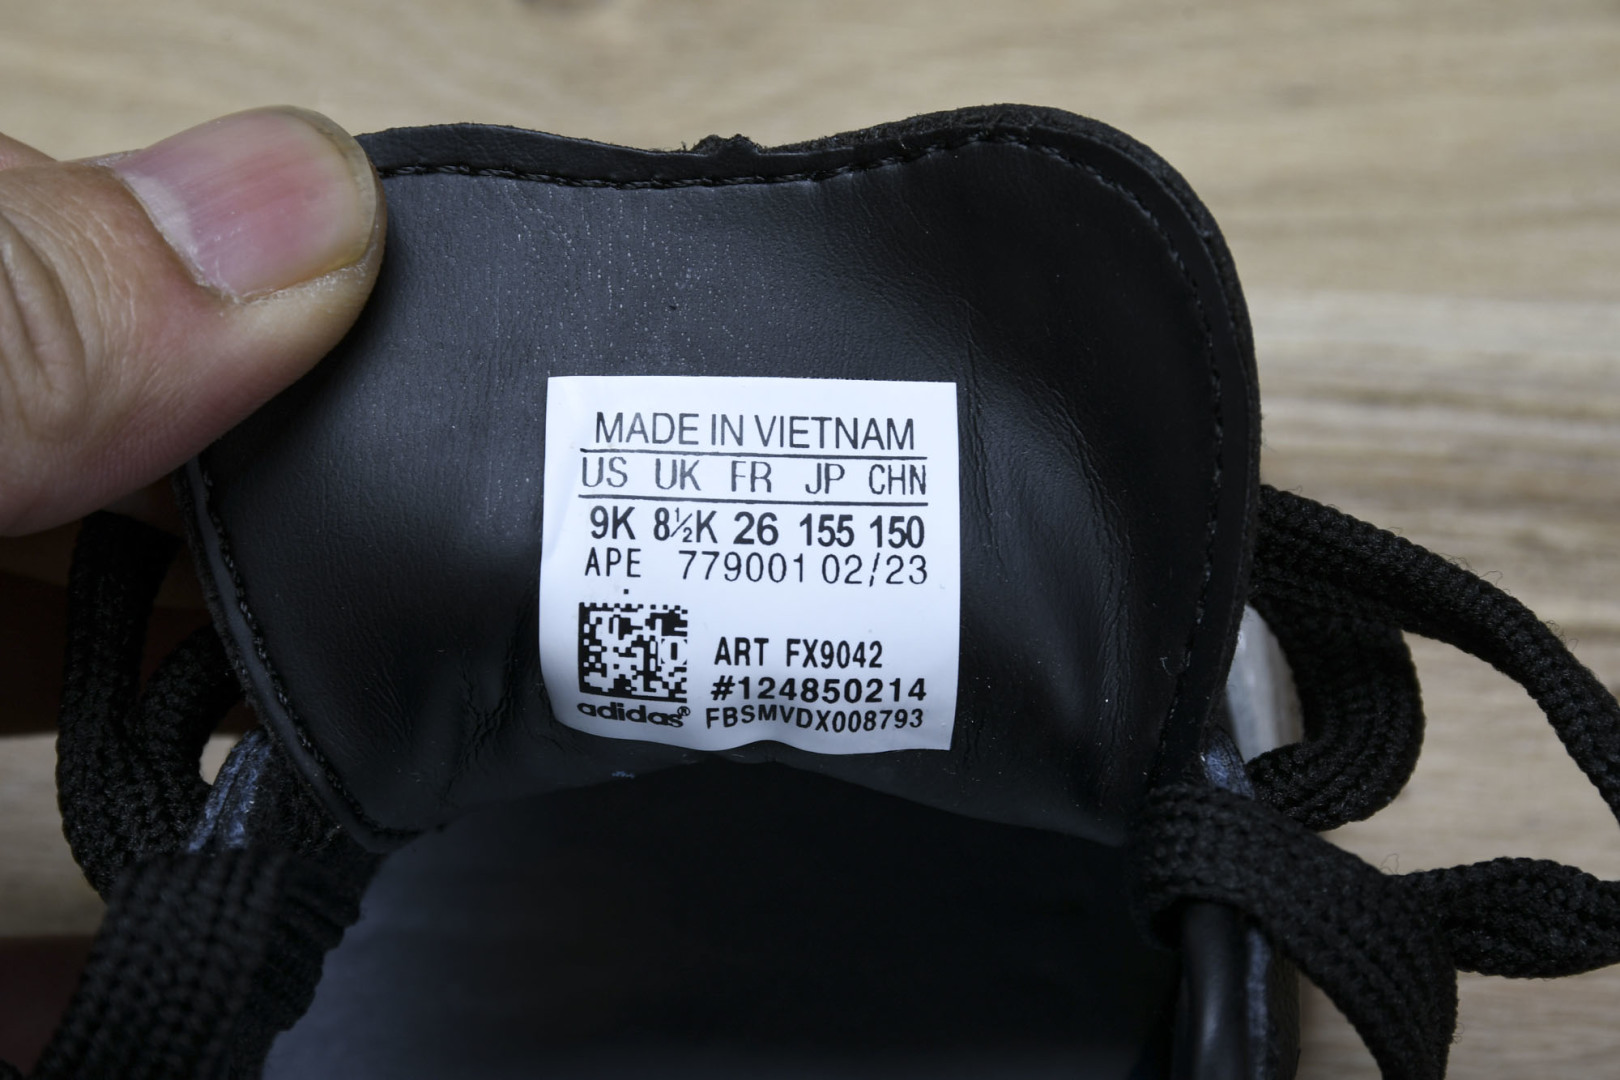 MADE IN VIETNAM
US UK FR JP CHN
9K 8½K 26 155 150
APE 779001 02/23
ART FX9042
#124850214
adidas® FBSMVDX008793